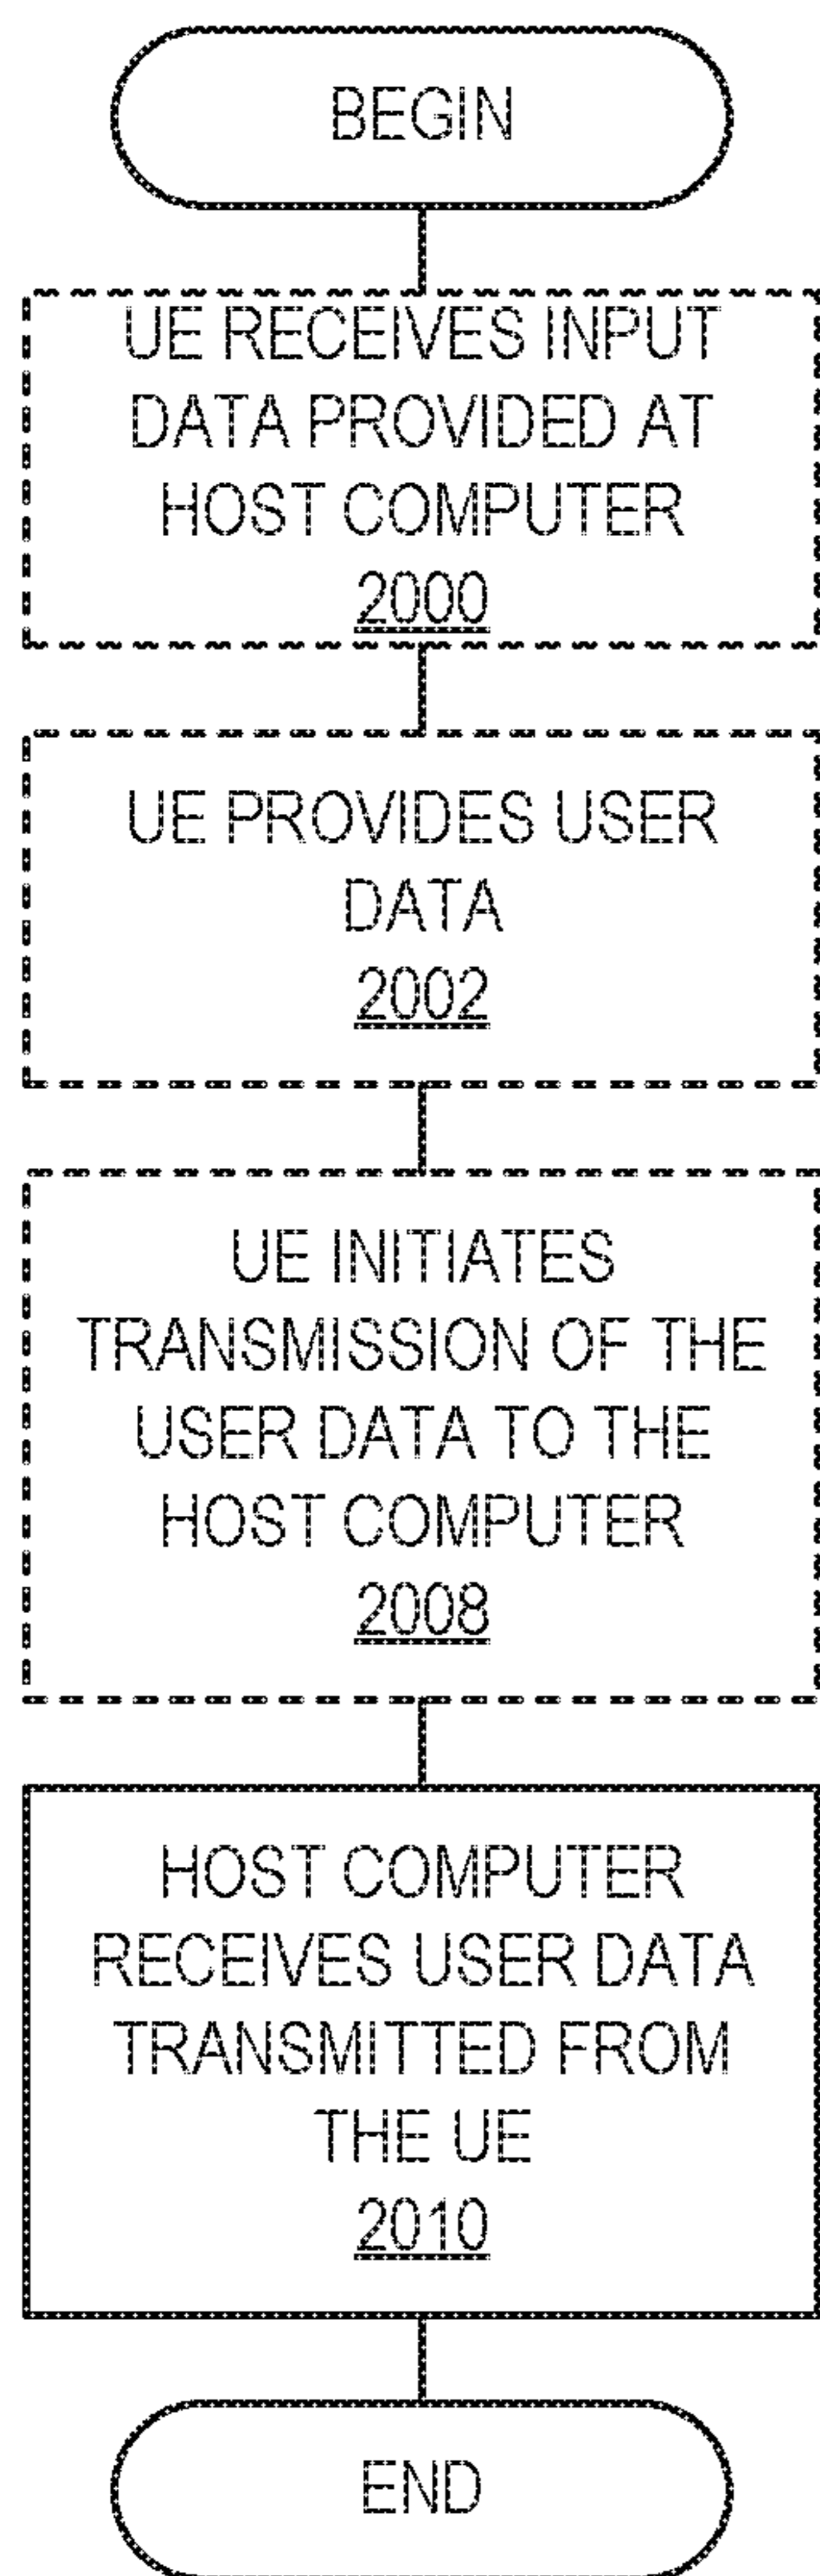 BEGIN
UE RECEIVES INPUT
DATA PROVIDED AT
HOST COMPUTER
2000
UE PROVIDES USER
DATA
2002
UE INITIATES
TRANSMISSION OF THE
USER DATA TO THE
HOST COMPUTER
2008
HOST COMPUTER
RECEIVES USER DATA
TRANSMITTED FROM
THE UE
2010
END